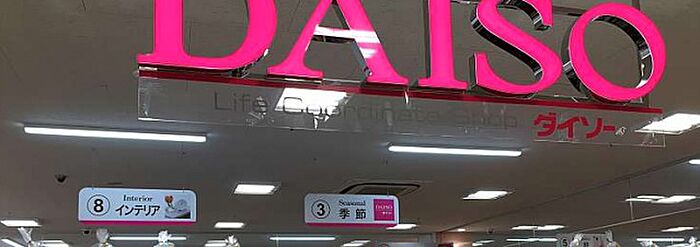 DAISO
Life Coordinate Shop
ダイソー
8
Interior
インテリア
3
Seasonal
季節
DAISO